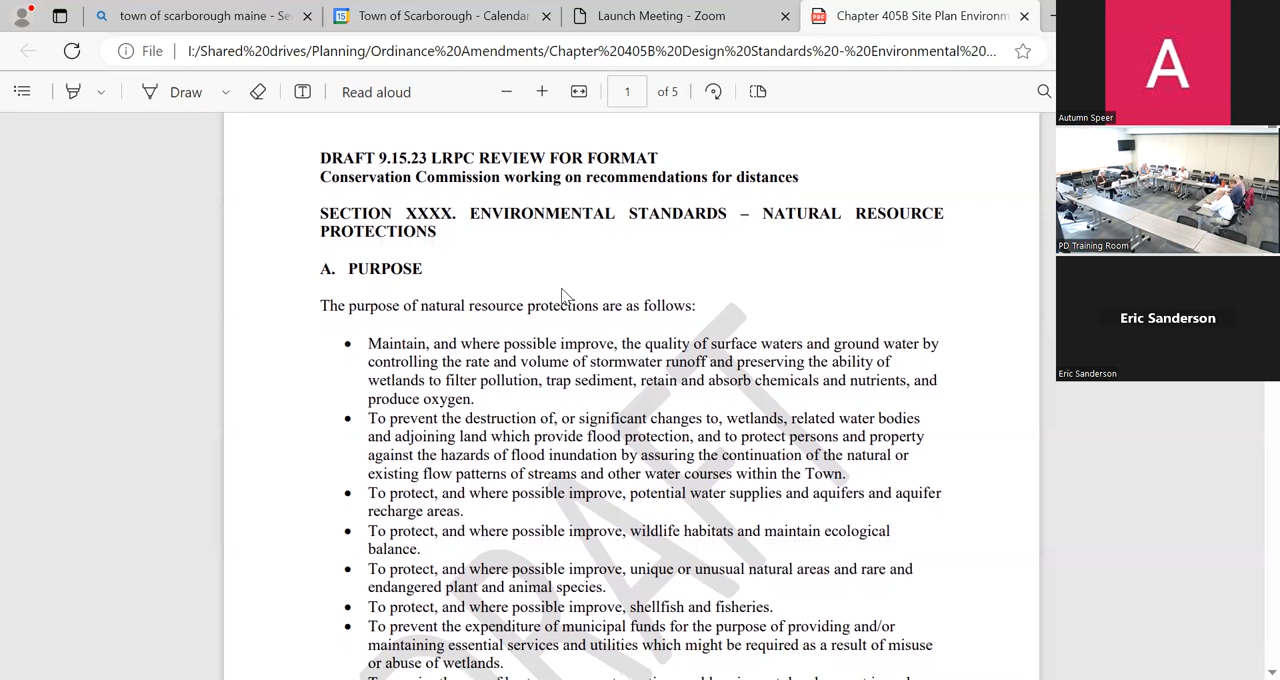 town of scarborough maine - Se
Town of Scarborough - Calendar
Launch Meeting - Zoom
Chapter 405B Site Plan Environm
File
I:/Shared%20drives/Planning/Ordinance%20Amendments/Chapter%20405B%20Design%20Standards%20-%20Environmental%20...
Draw
Read aloud
1 of 5
DRAFT 9.15.23 LRPC REVIEW FOR FORMAT
Conservation Commission working on recommendations for distances
SECTION XXXX. ENVIRONMENTAL STANDARDS – NATURAL RESOURCE
PROTECTIONS
A. PURPOSE
The purpose of natural resource protections are as follows:
• Maintain, and where possible improve, the quality of surface waters and ground water by
controlling the rate and volume of stormwater runoff and preserving the ability of
wetlands to filter pollution, trap sediment, retain and absorb chemicals and nutrients, and
produce oxygen.
• To prevent the destruction of, or significant changes to, wetlands, related water bodies
and adjoining land which provide flood protection, and to protect persons and property
against the hazards of flood inundation by assuring the continuation of the natural or
existing flow patterns of streams and other water courses within the Town.
• To protect, and where possible improve, potential water supplies and aquifers and aquifer
recharge areas.
• To protect, and where possible improve, wildlife habitats and maintain ecological
balance.
• To protect, and where possible improve, unique or unusual natural areas and rare and
endangered plant and animal species.
• To protect, and where possible improve, shellfish and fisheries.
• To prevent the expenditure of municipal funds for the purpose of providing and/or
maintaining essential services and utilities which might be required as a result of misuse
or abuse of wetlands.
DRAFT
A
Autumn Speer
PD Training Room
Eric Sanderson
Eric Sanderson